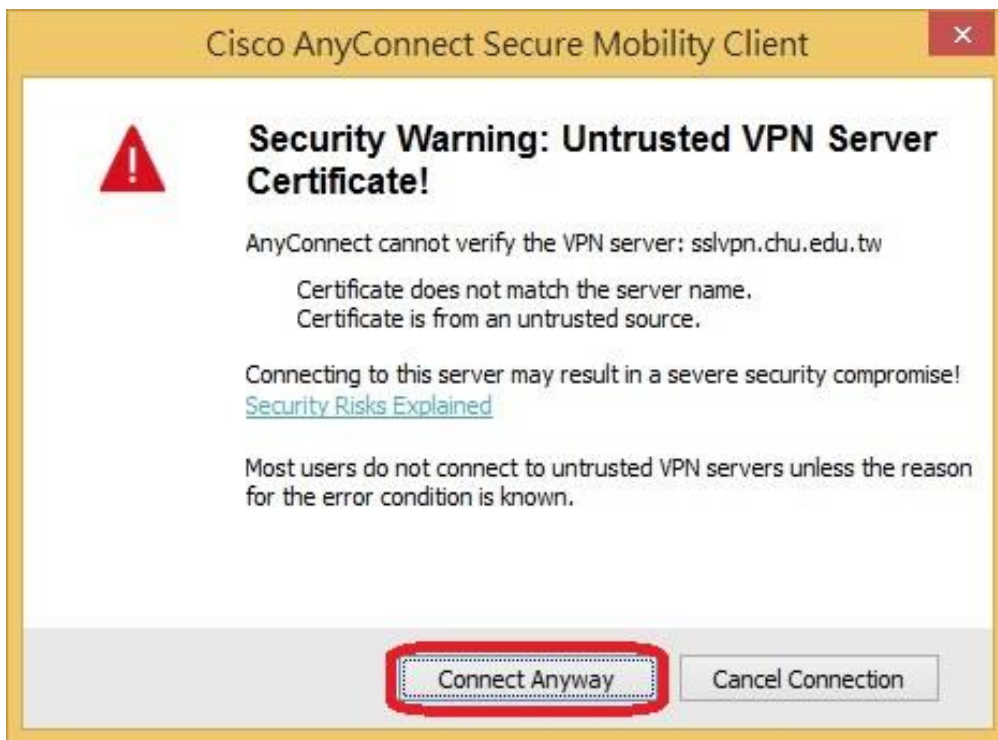 Cisco AnyConnect Secure Mobility Client
Security Warning: Untrusted VPN Server
Certificate!
AnyConnect cannot verify the VPN server: sslvpn.chu.edu.tw
Certificate does not match the server name.
Certificate is from an untrusted source.
Connecting to this server may result in a severe security compromise!
Security Risks Explained
Most users do not connect to untrusted VPN servers unless the reason
for the error condition is known.
Connect Anyway
Cancel Connection